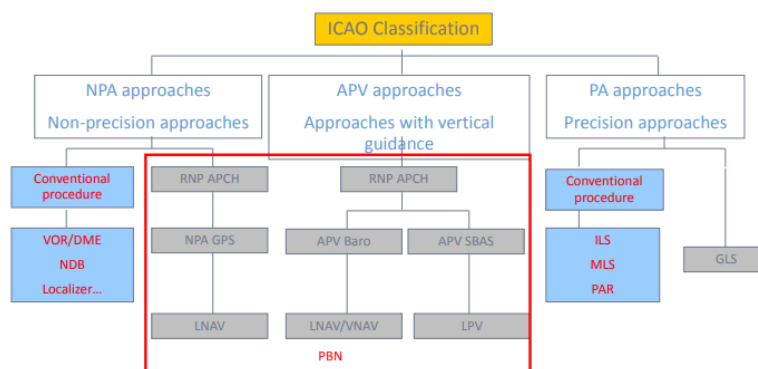 ICAO Classification
NPA approaches
Non-precision approaches
APV approaches
Approaches with vertical
guidance
PA approaches
Precision approaches
Conventional
procedure
RNP APCH
RNP APCH
Conventional
procedure
VOR/DME
NDB
Localizer...
NPA GPS
APV Baro
APV SBAS
ILS
MLS
PAR
GLS
LNAV
LNAV/VNAV
LPV
PBN